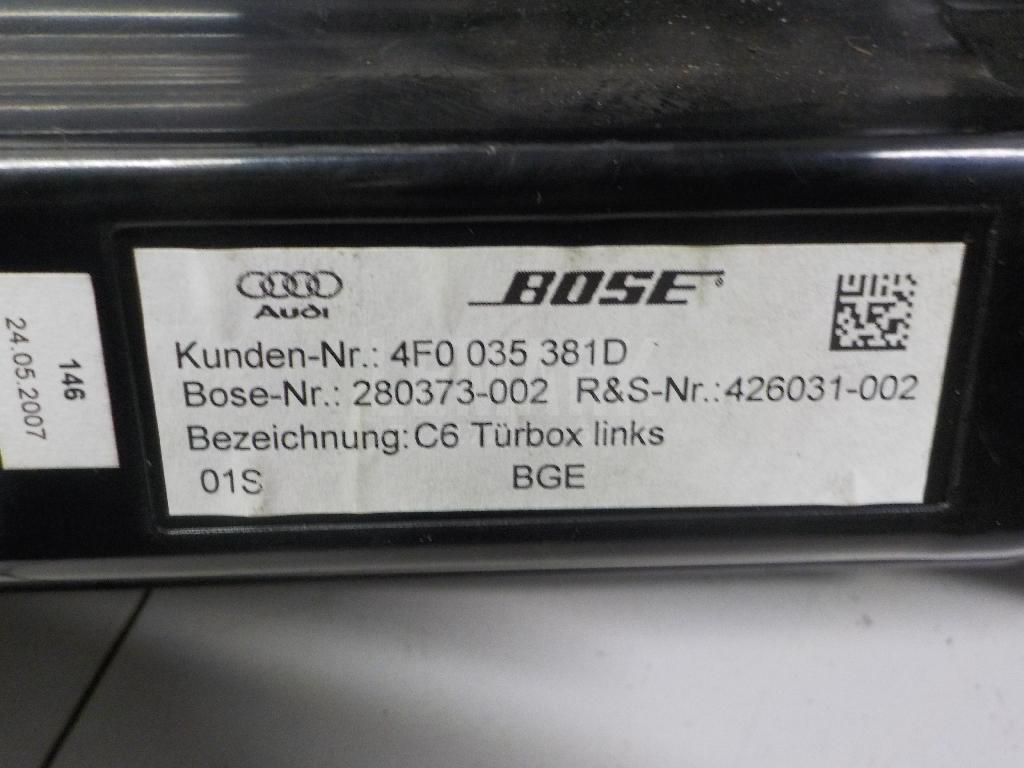 Audi
BOSE
Kunden-Nr.: 4F0 035 381D
Bose-Nr.: 280373-002 R&S-Nr.:426031-002
Bezeichnung:C6 Türbox links
01S BGE
146
24.05.2007